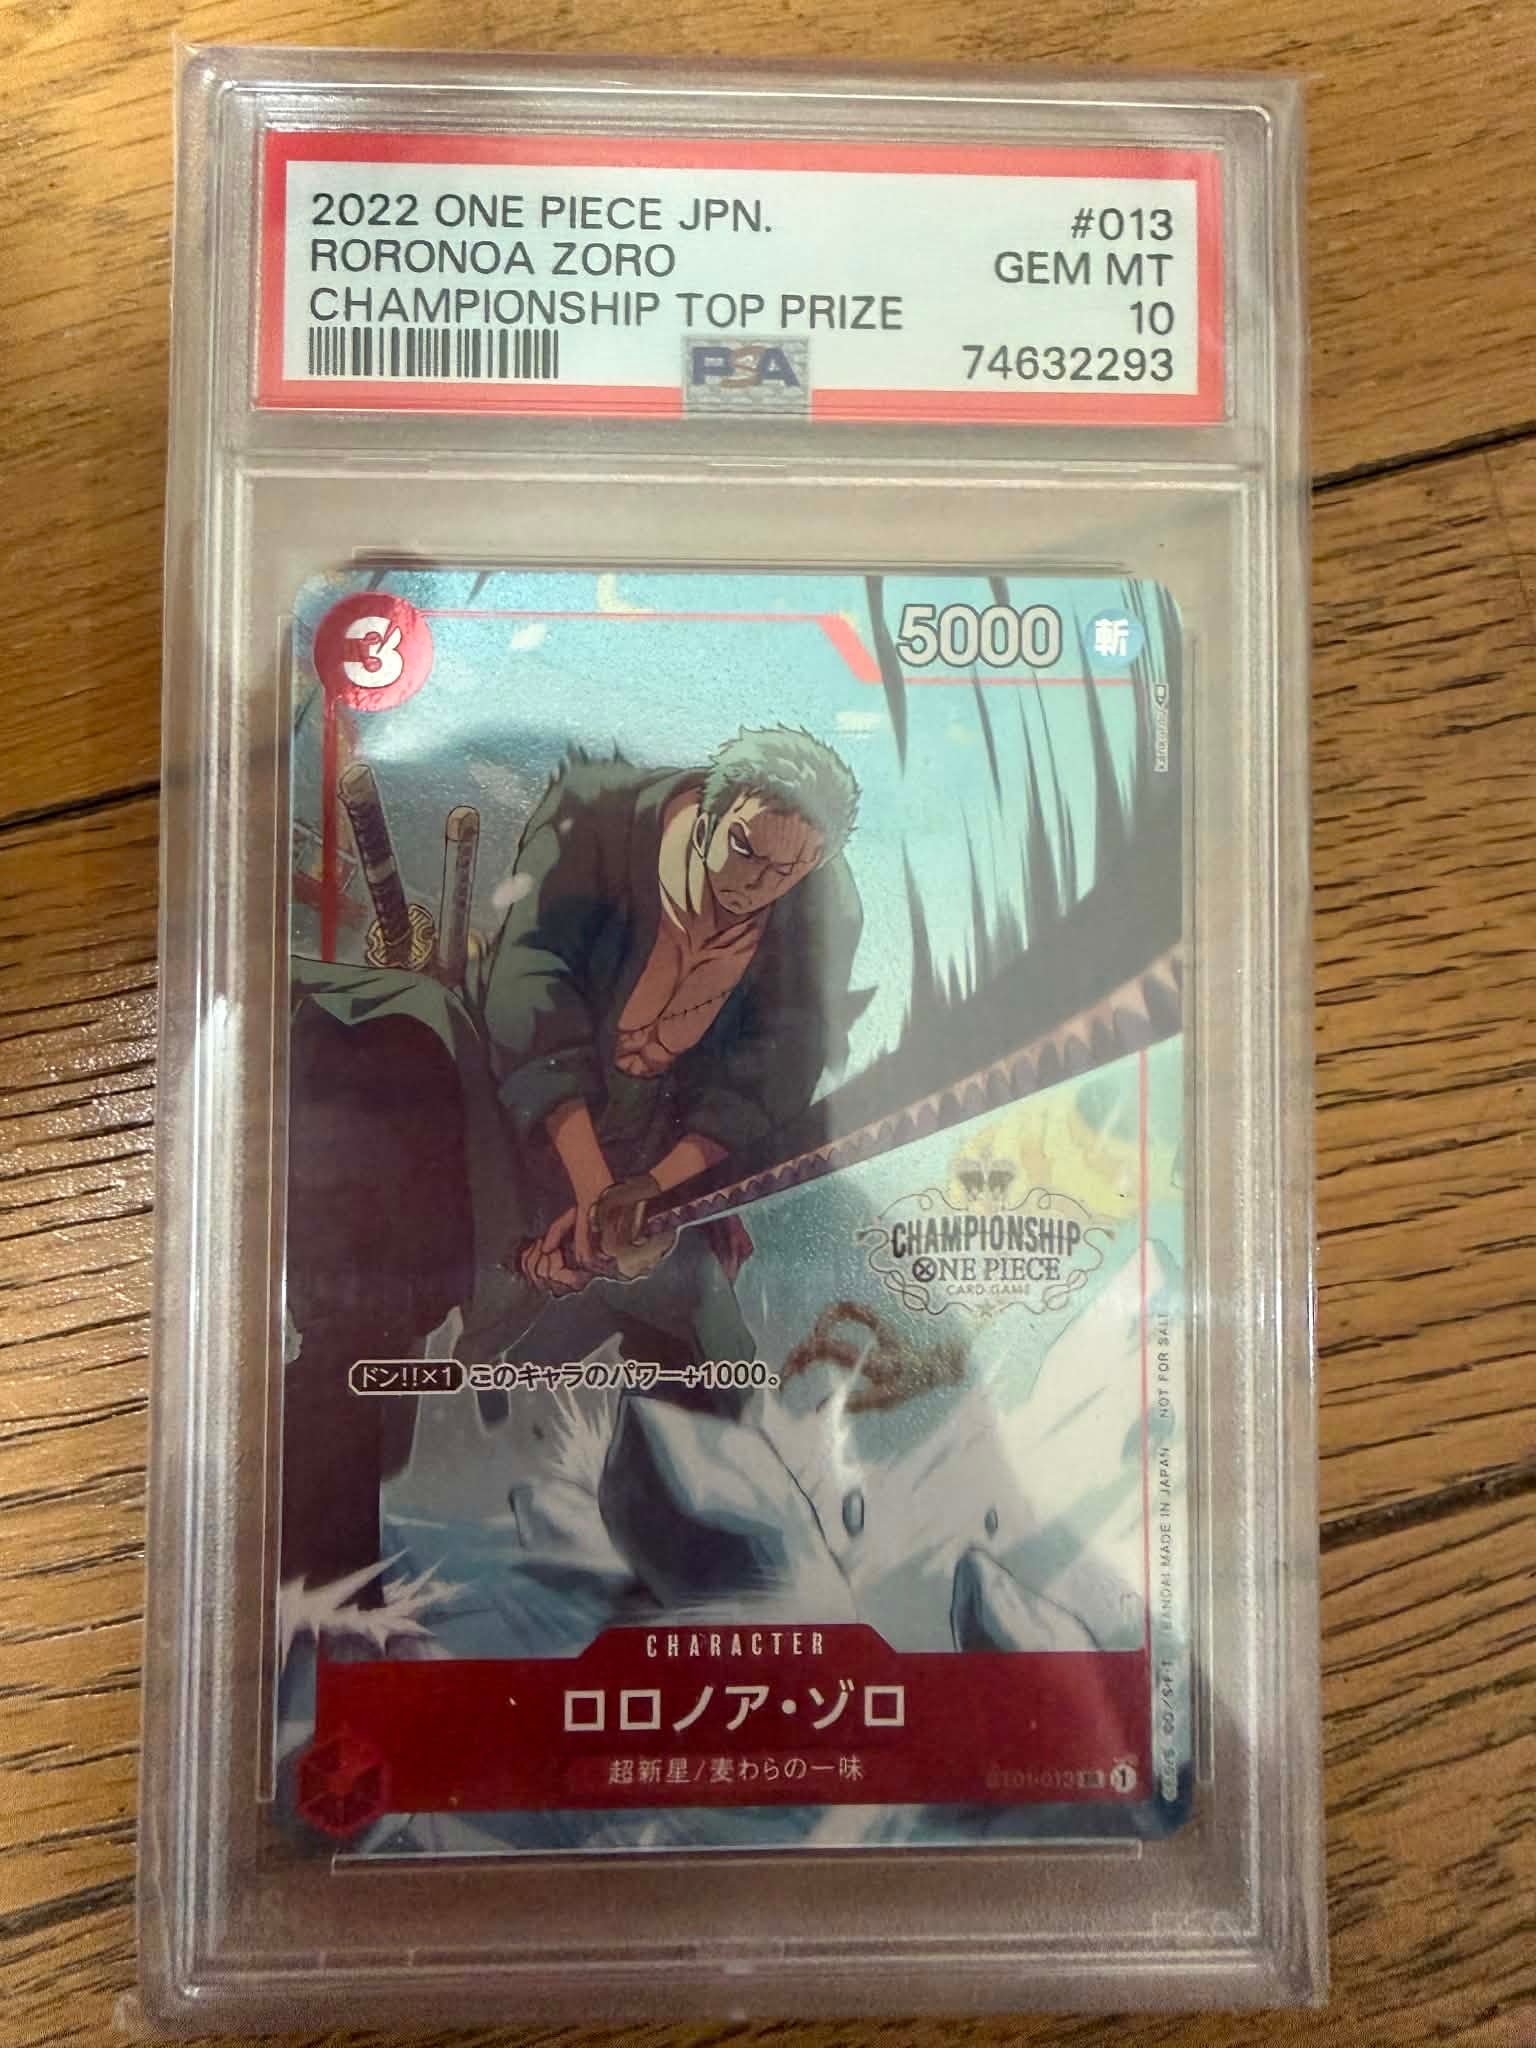 2022 ONE PIECE JPN.
#013
RORONOA ZORO
GEM MT
CHAMPIONSHIP TOP PRIZE
10
PSA
74632293
3
5000
斬
CHAMPIONSHIP
ONE PIECE
CARD GAME
ドン!!×1 このキャラのパワー+1000。
NOT FOR SALE
BANDAI MADE IN JAPAN
CHARACTER
ロロノア・ゾロ
超新星/麦わらの一味
ST01-013
1